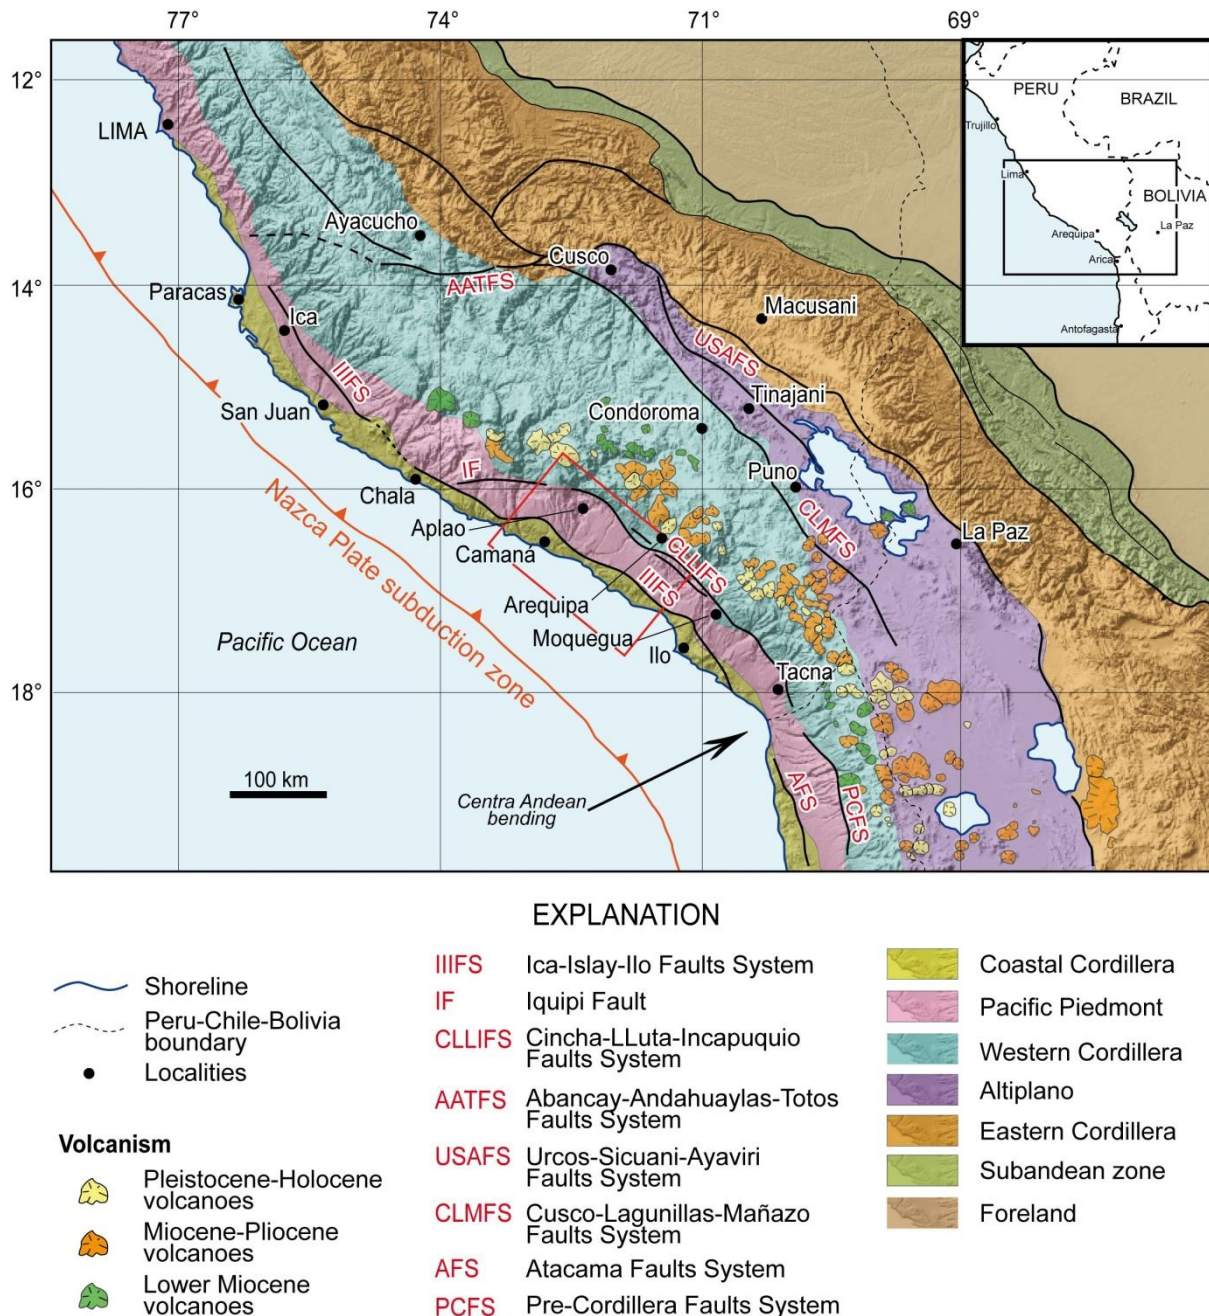 77°
74°
71°
69°
12°
14°
16°
18°
PERU
BRAZIL
Trujillo
Lima
BOLIVIA
La Paz
Arequipa
Arica
Antofagasta
LIMA
Ayacucho
Cusco
AATFS
Paracas
Ica
Macusani
USAFS
IIIFS
Tinajani
San Juan
Condoroma
IF
Puno
Chala
CLMFS
La Paz
Aplao
Camaná
CLLIFS
Nazca Plate subduction zone
IIIFS
Arequipa
Moquegua
Pacific Ocean
Ilo
Tacna
100 km
AFS
PCFS
Centra Andean
bending
EXPLANATION
Shoreline
Peru-Chile-Bolivia
boundary
Localities
Volcanism
Pleistocene-Holocene
volcanoes
Miocene-Pliocene
volcanoes
Lower Miocene
volcanoes
IIIFS Ica-Islay-Ilo Faults System
IF Iquipi Fault
CLLIFS Cincha-LLuta-Incapuquio
Faults System
AATFS Abancay-Andahuaylas-Totos
Faults System
USAFS Urcos-Sicuani-Ayaviri
Faults System
CLMFS Cusco-Lagunillas-Mañazo
Faults System
AFS Atacama Faults System
PCFS Pre-Cordillera Faults System
Coastal Cordillera
Pacific Piedmont
Western Cordillera
Altiplano
Eastern Cordillera
Subandean zone
Foreland